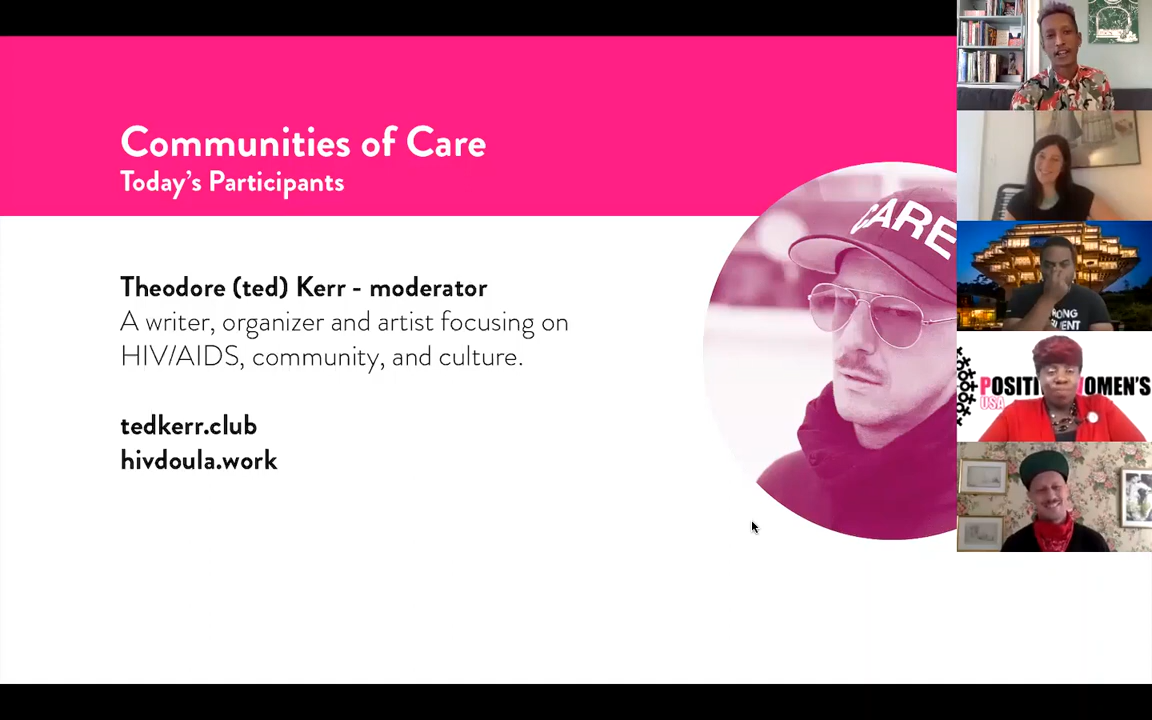 Communities of Care
Today's Participants
Theodore (ted) Kerr - moderator
A writer, organizer and artist focusing on
HIV/AIDS, community, and culture.
tedkerr.club
hivdoula.work
CARE
USA